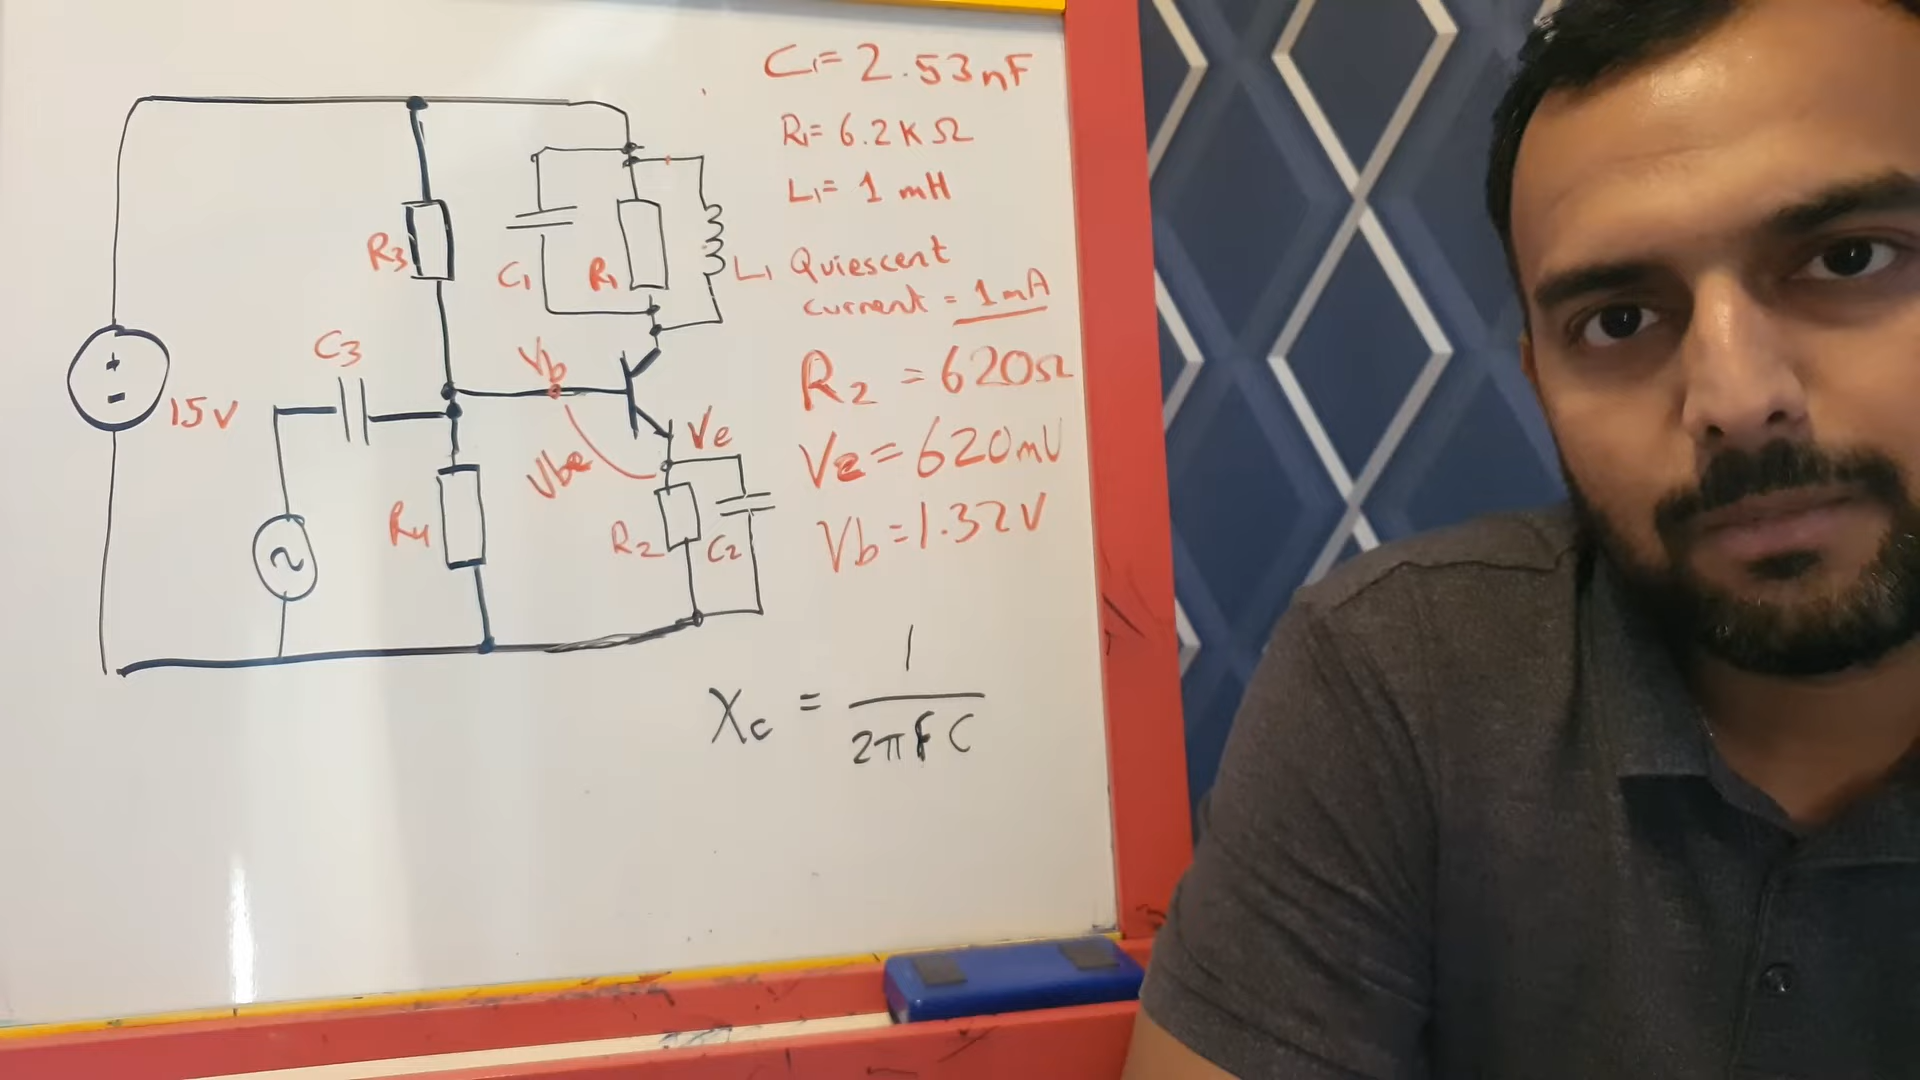 C1= 2.53nF
R1= 6.2KΩ
L1= 1 mH
Quiescent
current = 1mA
R2 = 620Ω
Ve = 620mV
Vb = 1.32V
Xc = 1
2πFC
R3
C1
R1
L1
C3
Vb
+
-
15V
Ve
Vbe
R4
R2
C2